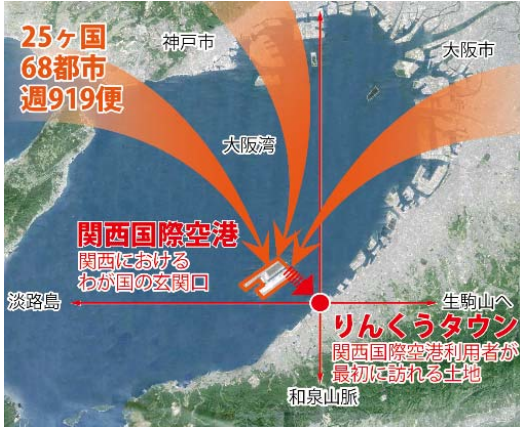 25ヶ国
68都市
週919便
神戸市
大阪市
大阪湾
関西国際空港
関西における
わが国の玄関口
淡路島
生駒山へ
りんくうタウン
関西国際空港利用者が
最初に訪れる土地
和泉山脈